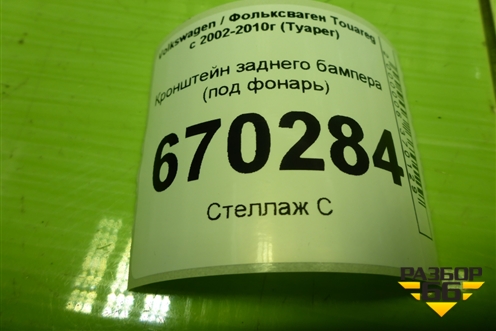 Volkswagen / Фольксваген Touareg
с 2002-2010г (Туарег)
Кронштейн заднего бампера
(под фонарь)
670284
Стеллаж С
РАЗБОР
66